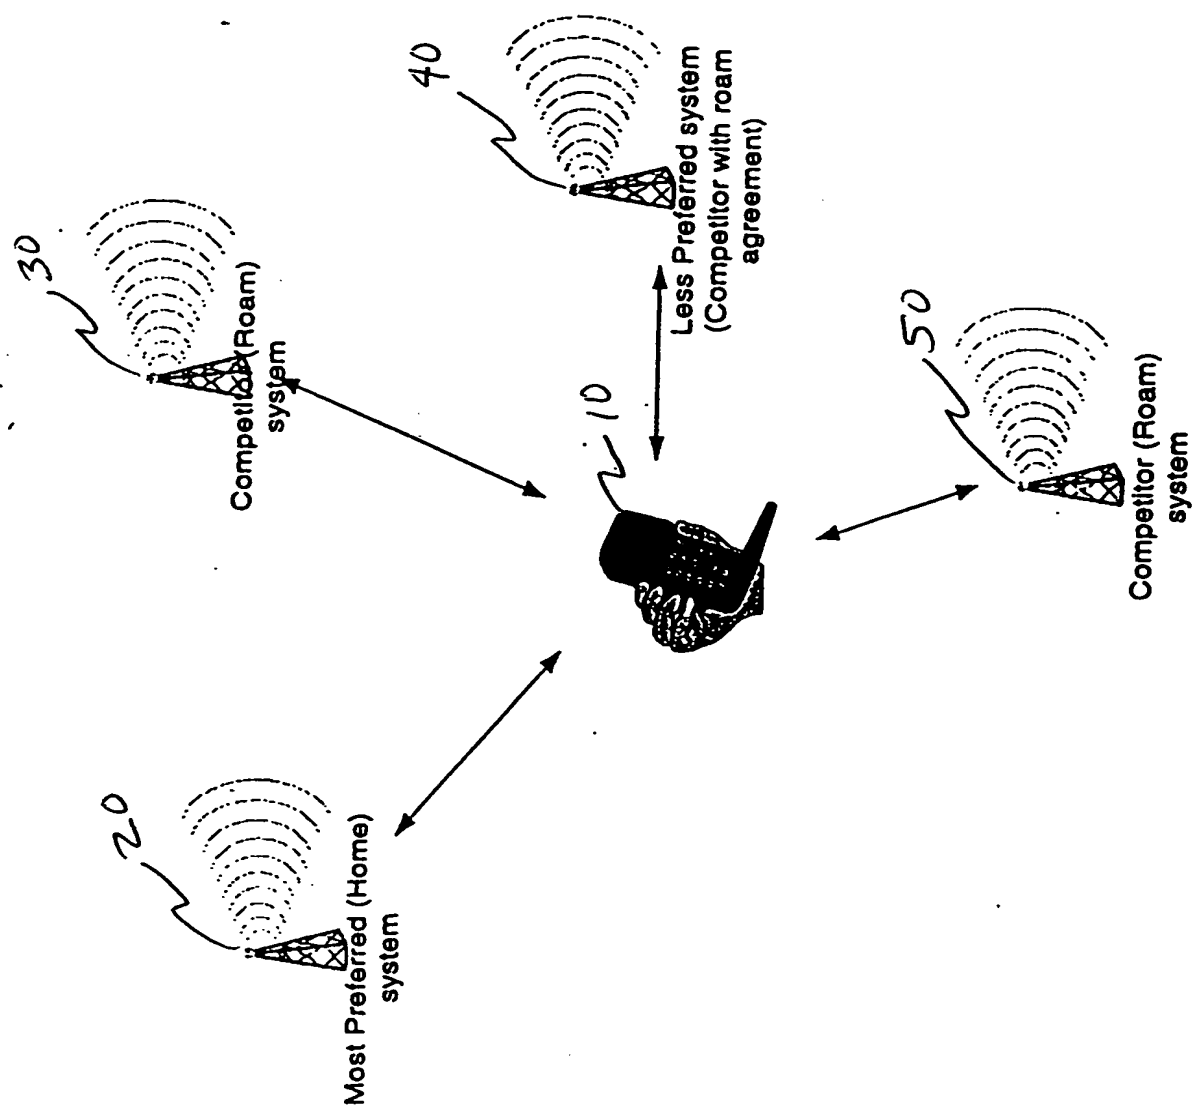 20
Most Preferred (Home)
system
30
Competitor (Roam)
system
10
40
Less Preferred system
(Competitor with roam
agreement)
50
Competitor (Roam)
system